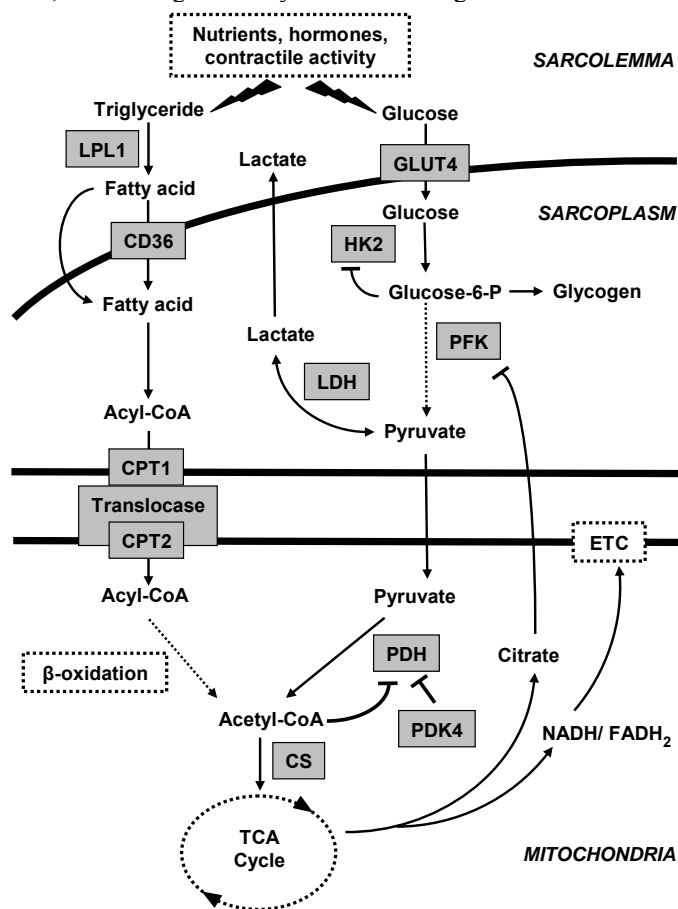 Nutrients, hormones,
contractile activity
SARCOLEMMA
Triglyceride
Glucose
LPL1
Lactate
GLUT4
Fatty acid
Glucose
SARCOPLASM
CD36
HK2
Fatty acid
Glucose-6-P
Glycogen
Lactate
PFK
LDH
Acyl-CoA
Pyruvate
CPT1
Translocase
CPT2
ETC
Acyl-CoA
Pyruvate
β-oxidation
PDH
Citrate
Acetyl-CoA
PDK4
NADH/ FADH₂
CS
TCA
Cycle
MITOCHONDRIA